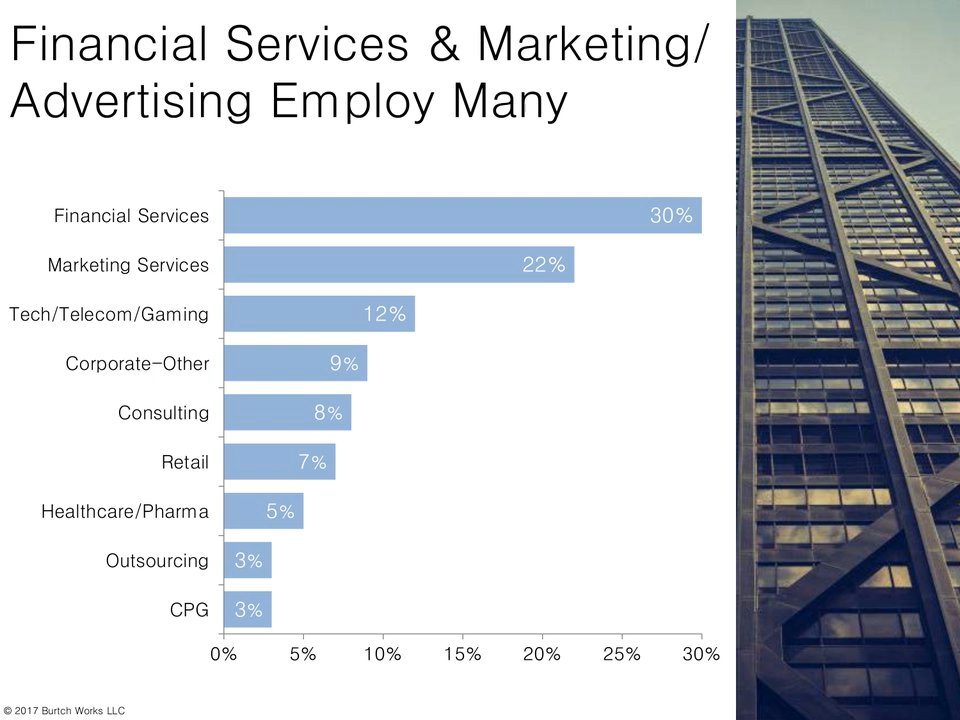 Financial Services & Marketing/
Advertising Employ Many
Financial Services 30%
Marketing Services 22%
Tech/Telecom/Gaming 12%
Corporate-Other 9%
Consulting 8%
Retail 7%
Healthcare/Pharma 5%
Outsourcing 3%
CPG 3%
0% 5% 10% 15% 20% 25% 30%
© 2017 Burtch Works LLC